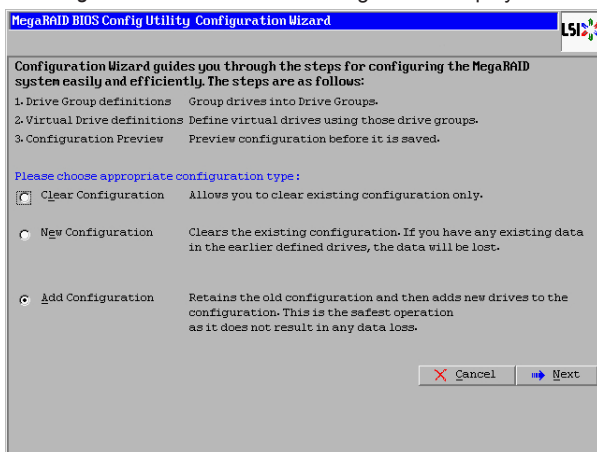 MegaRAID BIOS Config Utility Configuration Wizard
LSI
Configuration Wizard guides you through the steps for configuring the MegaRAID
system easily and efficiently. The steps are as follows:
1. Drive Group definitions Group drives into Drive Groups.
2. Virtual Drive definitions Define virtual drives using those drive groups.
3. Configuration Preview Preview configuration before it is saved.
Please choose appropriate configuration type:
Clear Configuration Allows you to clear existing configuration only.
New Configuration Clears the existing configuration. If you have any existing data
in the earlier defined drives, the data will be lost.
Add Configuration Retains the old configuration and then adds new drives to the
configuration. This is the safest operation
as it does not result in any data loss.
Cancel Next